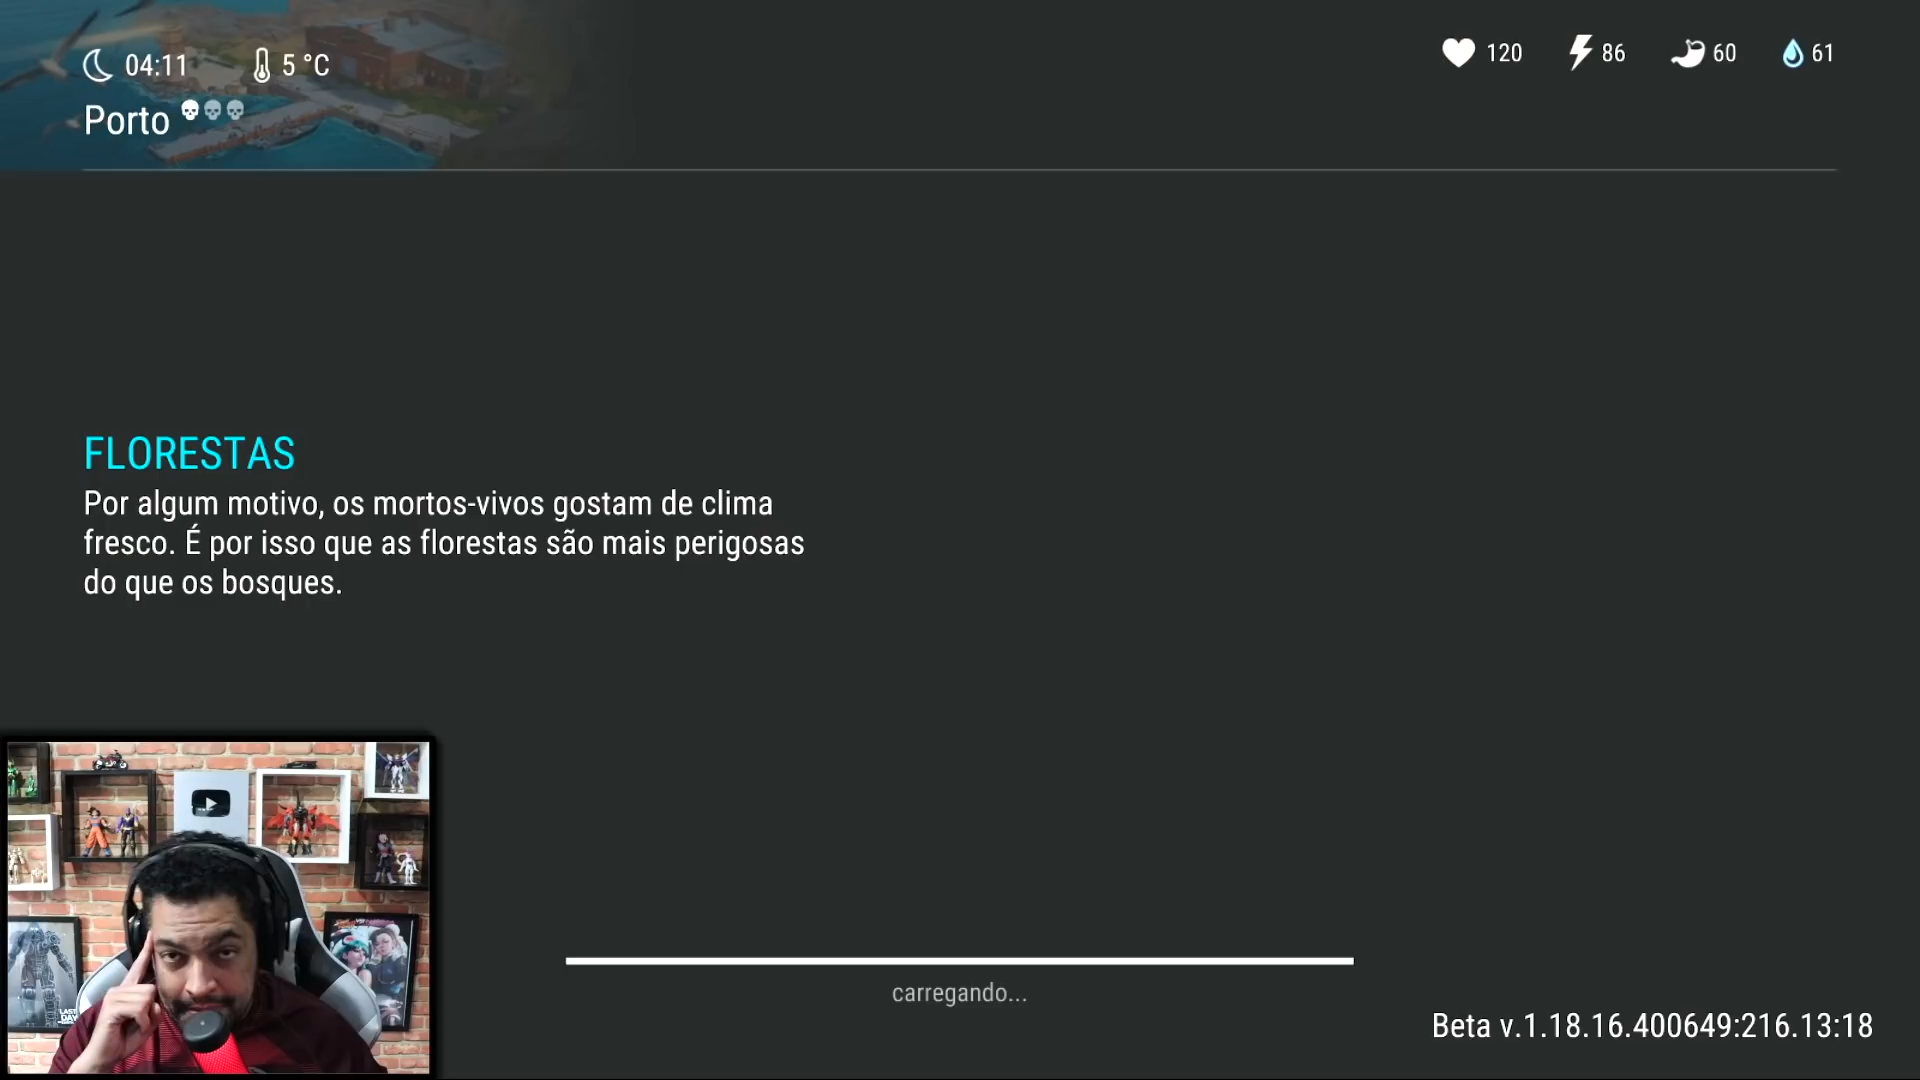 04:11
5 °C
120
86
60
61
Porto
FLORESTAS
Por algum motivo, os mortos-vivos gostam de clima
fresco. É por isso que as florestas são mais perigosas
do que os bosques.
LAST
DAY
carregando...
Beta v.1.18.16.400649:216.13:18